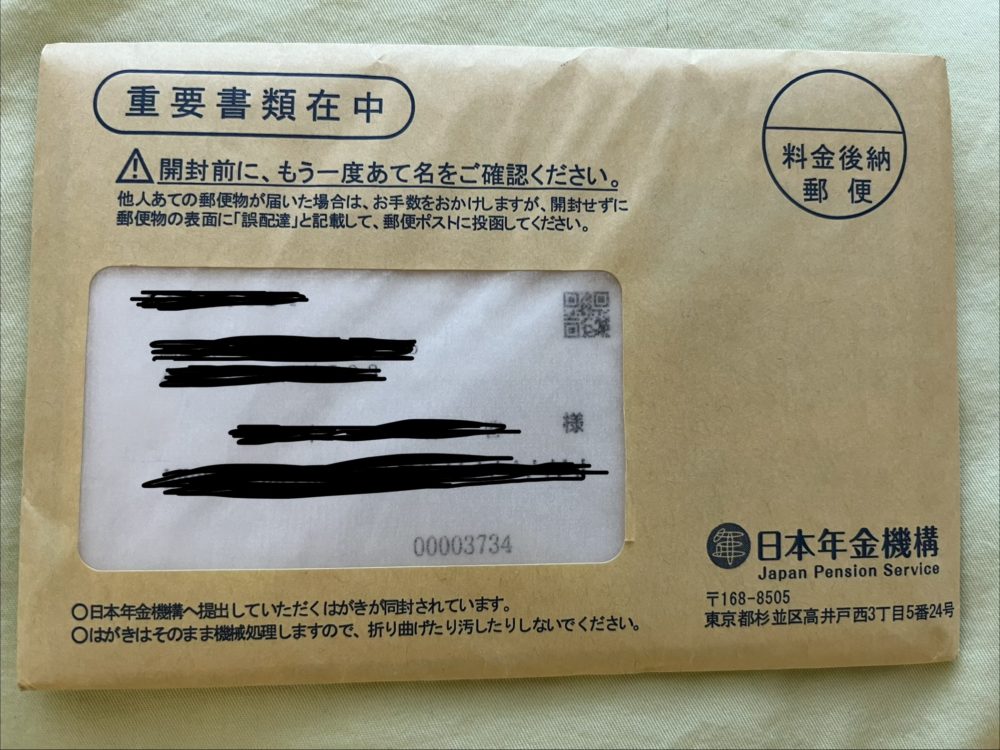 重要書類在中
料金後納
郵便
開封前に、もう一度あて名をご確認ください。
他人あての郵便物が届いた場合は、お手数をおかけしますが、開封せずに
郵便物の表面に「誤配達」と記載して、郵便ポストに投函してください。
様
00003734
年 日本年金機構
Japan Pension Service
〒168-8505
東京都杉並区高井戸西3丁目5番24号
○日本年金機構へ提出していただくはがきが同封されています。
○はがきはそのまま機械処理しますので、折り曲げたり汚したりしないでください。